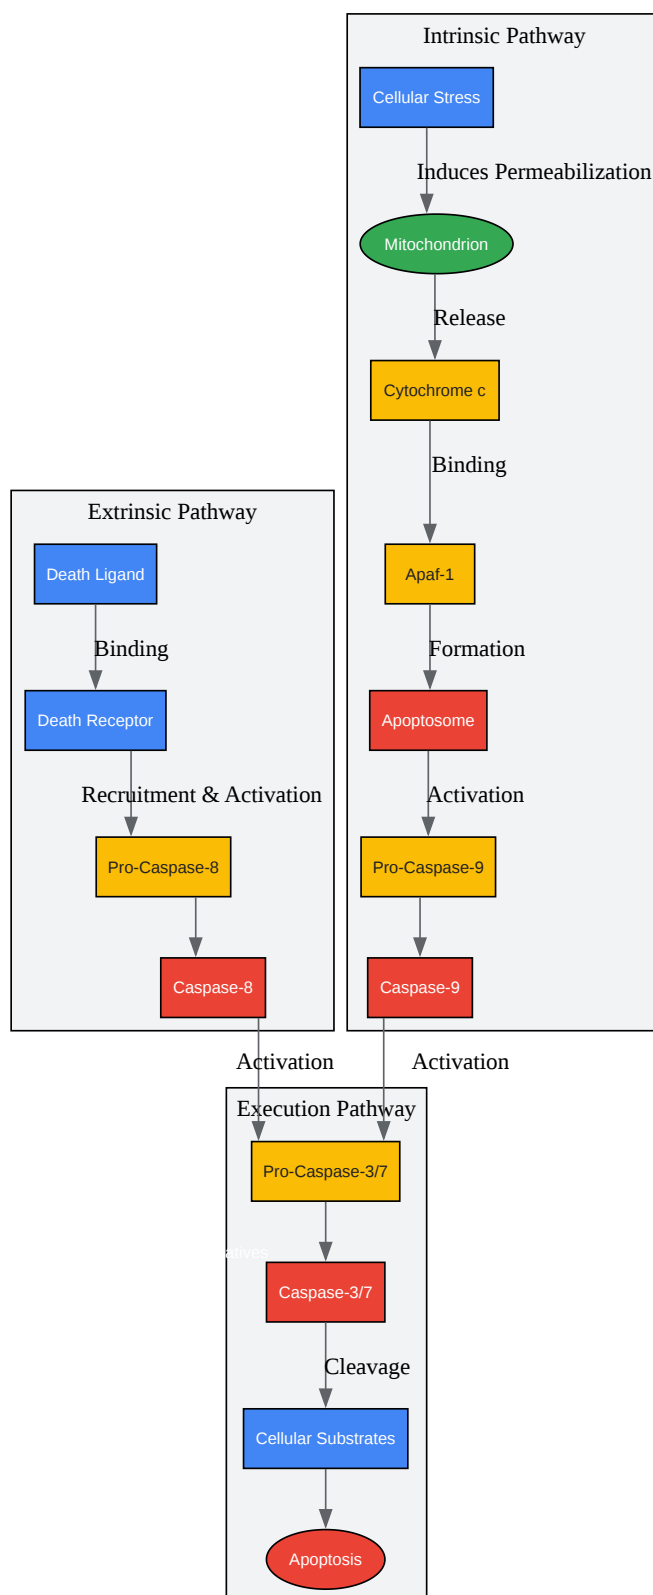 Intrinsic Pathway
Cellular Stress
Induces Permeabilization
Mitochondrion
Release
Cytochrome c
Binding
Apaf-1
Formation
Apoptosome
Activation
Pro-Caspase-9
Caspase-9
Extrinsic Pathway
Death Ligand
Binding
Death Receptor
Recruitment & Activation
Pro-Caspase-8
Caspase-8
Activation
Activation
Execution Pathway
Pro-Caspase-3/7
Caspase-3/7
Cleavage
Cellular Substrates
Apoptosis